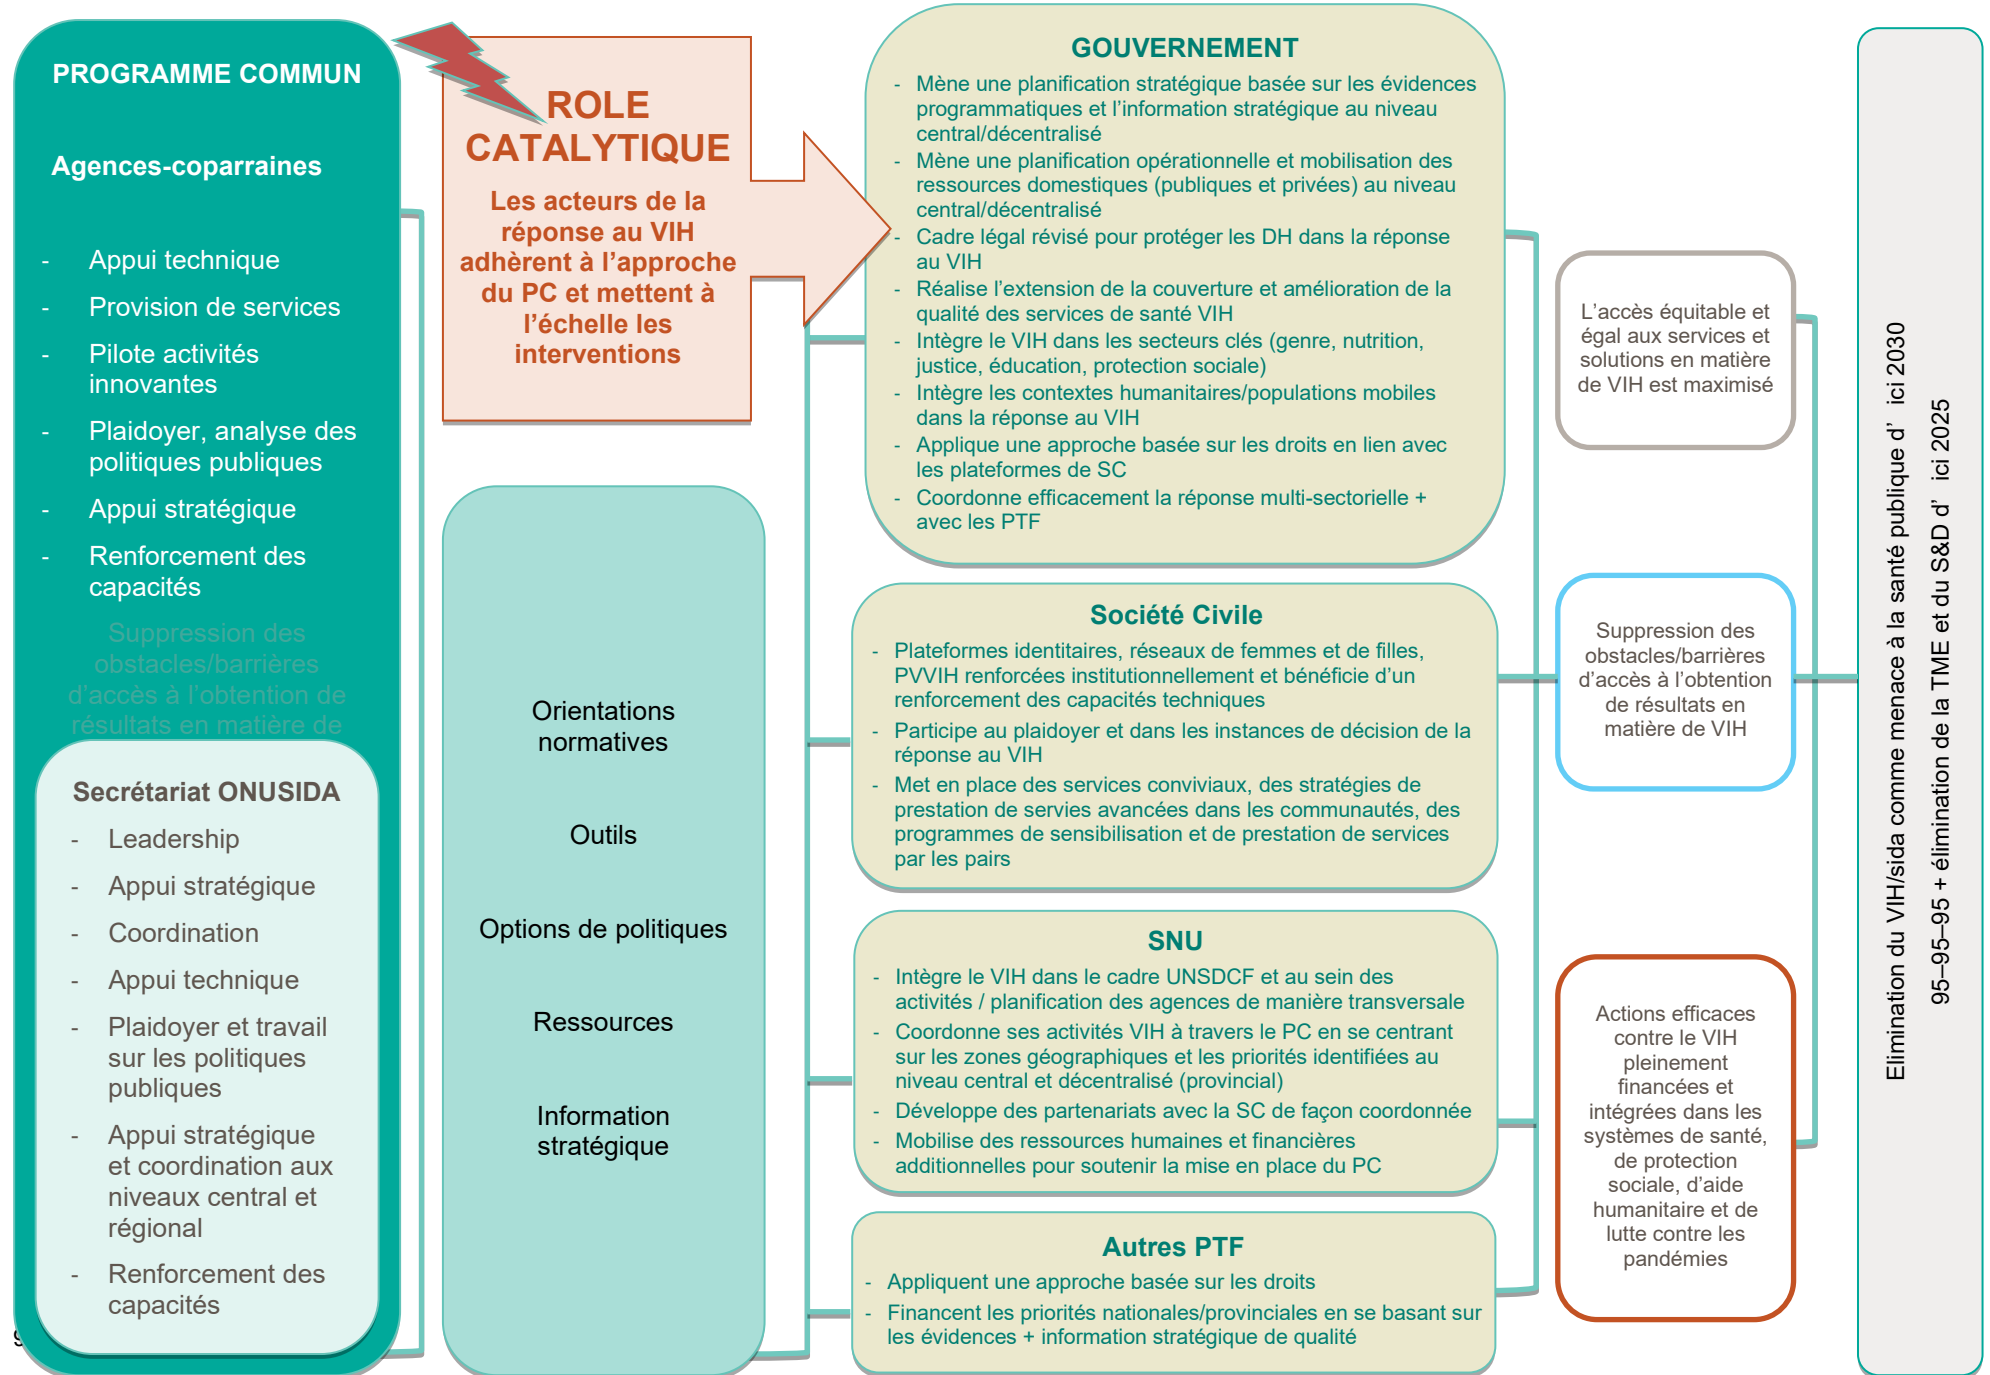 PROGRAMME COMMUN
Agences-coparraines
- Appui technique
- Provision de services
- Pilote activités
innovantes
- Plaidoyer, analyse des
politiques publiques
- Appui stratégique
- Renforcement des
capacités
Suppression des
obstacles/barrières
d'accès à l'obtention de
résultats en matière de
Secrétariat ONUSIDA
- Leadership
- Appui stratégique
- Coordination
- Appui technique
- Plaidoyer et travail
sur les politiques
publiques
- Appui stratégique
et coordination aux
niveaux central et
régional
- Renforcement des
capacités
ROLE
CATALYTIQUE
Les acteurs de la
réponse au VIH
adhèrent à l'approche
du PC et mettent à
l'échelle les
interventions
Orientations
normatives
Outils
Options de politiques
Ressources
Information
stratégique
GOUVERNEMENT
- Mène une planification stratégique basée sur les évidences
programmatiques et l'information stratégique au niveau
central/décentralisé
- Mène une planification opérationnelle et mobilisation des
ressources domestiques (publiques et privées) au niveau
central/décentralisé
- Cadre légal révisé pour protéger les DH dans la réponse
au VIH
- Réalise l'extension de la couverture et amélioration de la
qualité des services de santé VIH
- Intègre le VIH dans les secteurs clés (genre, nutrition,
justice, éducation, protection sociale)
- Intègre les contextes humanitaires/populations mobiles
dans la réponse au VIH
- Applique une approche basée sur les droits en lien avec
les plateformes de SC
- Coordonne efficacement la réponse multi-sectorielle +
avec les PTF
Société Civile
- Plateformes identitaires, réseaux de femmes et de filles,
PVVIH renforcées institutionnellement et bénéficie d'un
renforcement des capacités techniques
- Participe au plaidoyer et dans les instances de décision de la
réponse au VIH
- Met en place des services conviviaux, des stratégies de
prestation de servies avancées dans les communautés, des
programmes de sensibilisation et de prestation de services
par les pairs
SNU
- Intègre le VIH dans le cadre UNSDCF et au sein des
activités / planification des agences de manière transversale
- Coordonne ses activités VIH à travers le PC en se centrant
sur les zones géographiques et les priorités identifiées au
niveau central et décentralisé (provincial)
- Développe des partenariats avec la SC de façon coordonnée
- Mobilise des ressources humaines et financières
additionnelles pour soutenir la mise en place du PC
Autres PTF
- Appliquent une approche basée sur les droits
- Financent les priorités nationales/provinciales en se basant sur
les évidences + information stratégique de qualité
L'accès équitable et
égal aux services et
solutions en matière
de VIH est maximisé
Suppression des
obstacles/barrières
d'accès à l'obtention
de résultats en
matière de VIH
Actions efficaces
contre le VIH
pleinement
financées et
intégrées dans les
systèmes de santé,
de protection
sociale, d'aide
humanitaire et de
lutte contre les
pandémies
Elimination du VIH/sida comme menace à la santé publique d' ici 2030
95–95–95 + élimination de la TME et du S&D d' ici 2025